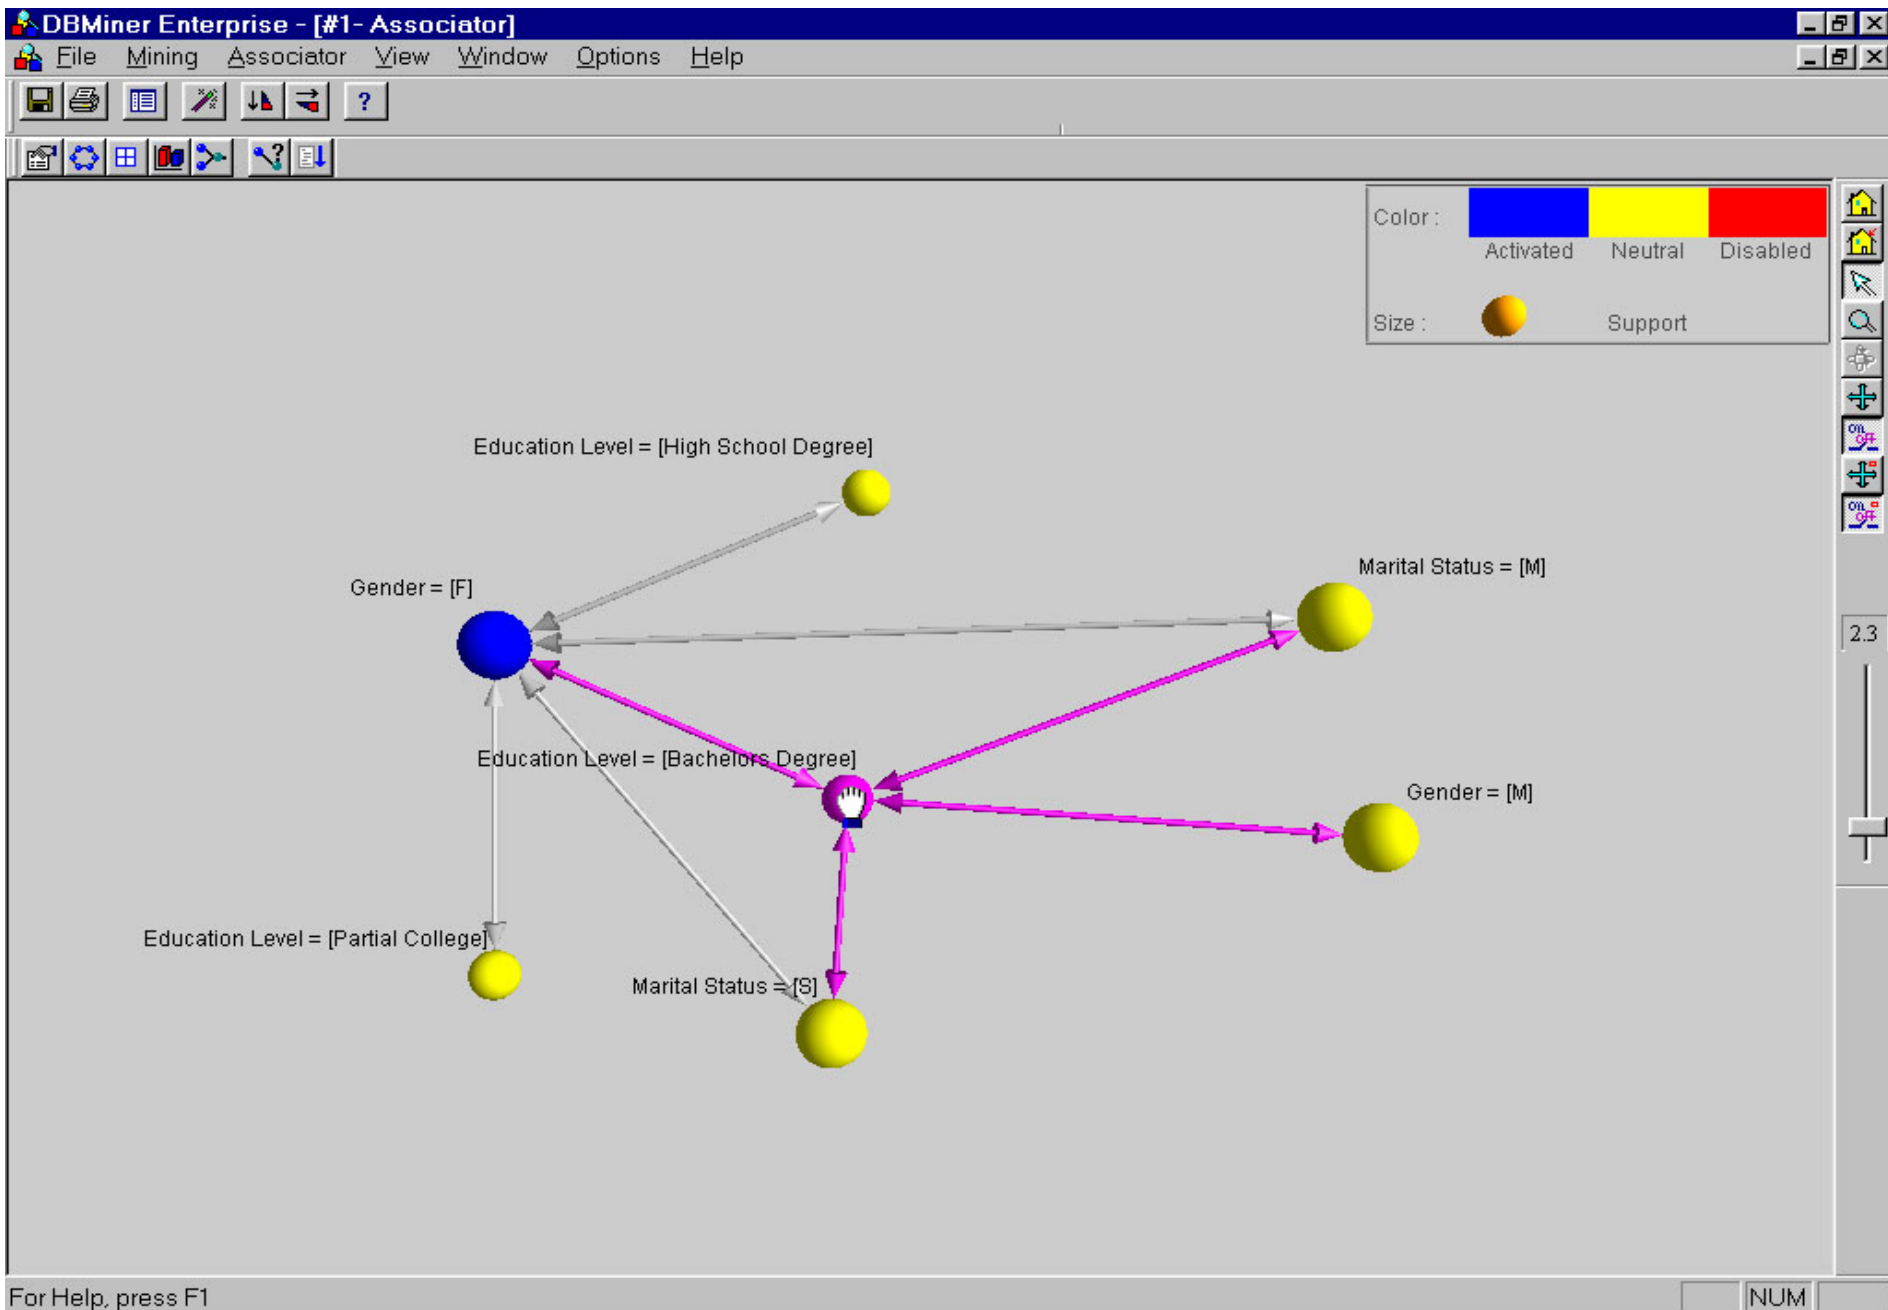 DBMiner Enterprise - [#1- Associator]
File Mining Associator View Window Options Help
Color :
Activated Neutral Disabled
Size : Support
Education Level = [High School Degree]
Marital Status = [M]
Gender = [F]
2.3
Education Level = [Bachelors Degree]
Gender = [M]
Education Level = [Partial College]
Marital Status = [S]
For Help, press F1 NUM